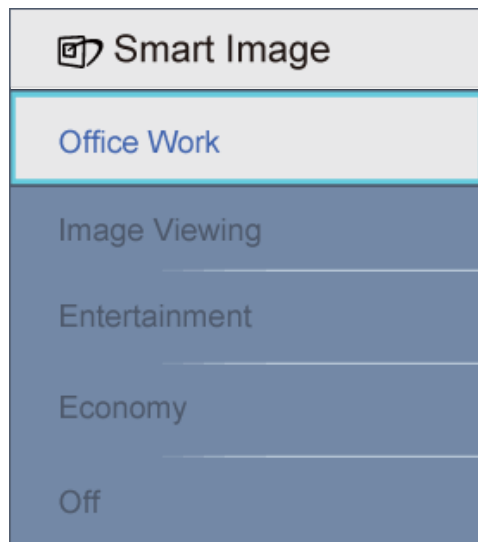 Smart Image
Office Work
Image Viewing
Entertainment
Economy
Off